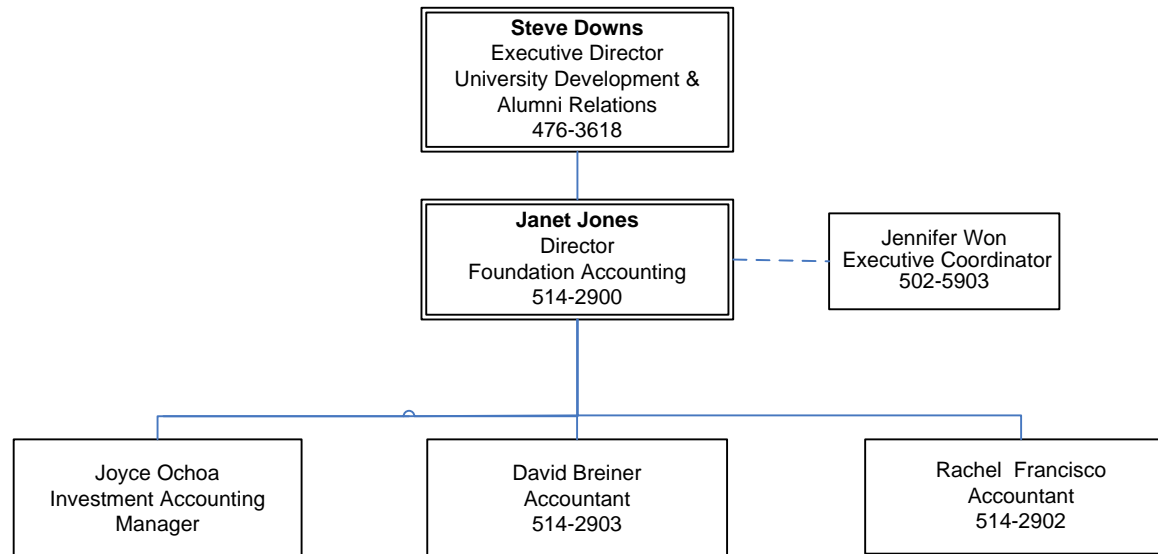 Steve Downs
Executive Director
University Development &
Alumni Relations
476-3618
Janet Jones
Director
Foundation Accounting
514-2900
Jennifer Won
Executive Coordinator
502-5903
Joyce Ochoa
Investment Accounting
Manager
David Breiner
Accountant
514-2903
Rachel  Francisco
Accountant
514-2902